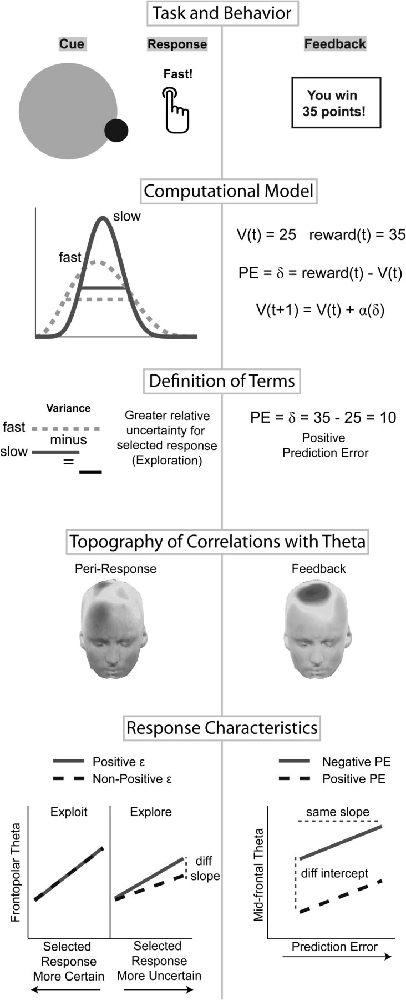 Task and Behavior
Cue
Response
Feedback
Fast!
You win
35 points!
Computational Model
slow
fast
V(t) = 25 reward(t) = 35
PE = δ = reward(t) - V(t)
V(t+1) = V(t) + α(δ)
Definition of Terms
Variance
fast
minus
slow
=
Greater relative
uncertainty for
selected response
(Exploration)
PE = δ = 35 - 25 = 10
Positive
Prediction Error
Topography of Correlations with Theta
Peri-Response
Feedback
Response Characteristics
Positive ε
Non-Positive ε
Negative PE
Positive PE
Exploit
Explore
Frontopolar Theta
diff
slope
Selected
Response
More Certain
Selected
Response
More Uncertain
same slope
diff intercept
Mid-frontal Theta
Prediction Error